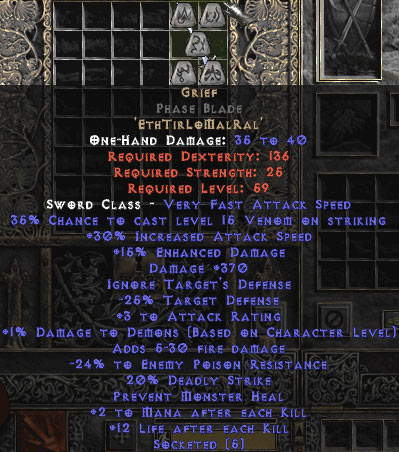 Grief
Phase Blade
'EthTirLoMalRal'
One-Hand Damage: 35 to 40
Required Dexterity: 136
Required Strength: 25
Required Level: 59
Sword Class - Very Fast Attack Speed
35% Chance to cast level 15 Venom on striking
+30% Increased Attack Speed
+15% Enhanced Damage
Damage +370
Ignore Target's Defense
-25% Target Defense
+3 to Attack Rating
+1% Damage to Demons (Based on Character Level)
Adds 5-30 fire damage
-24% to Enemy Poison Resistance
20% Deadly Strike
Prevent Monster Heal
+2 to Mana after each Kill
+12 Life after each Kill
Socketed (5)